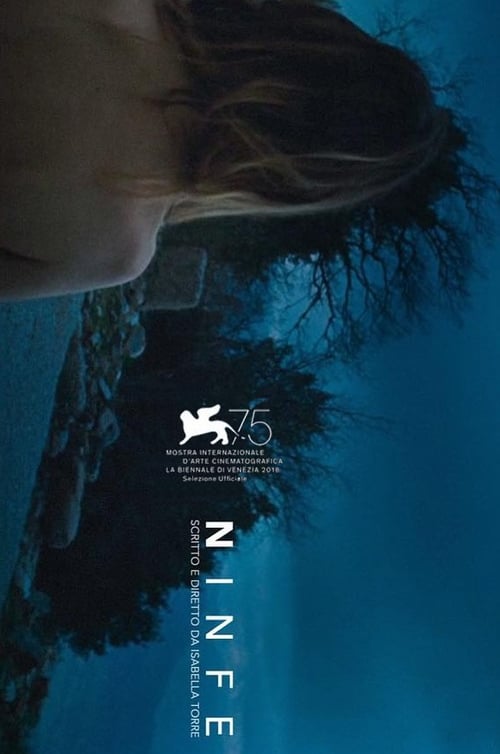 75
MOSTRA INTERNAZIONALE
D'ARTE CINEMATOGRAFICA
LA BIENNALE DI VENEZIA 2018
Selezione Ufficiale
NINFE
SCRITTO E DIRETTO DA ISABELLA TORRE